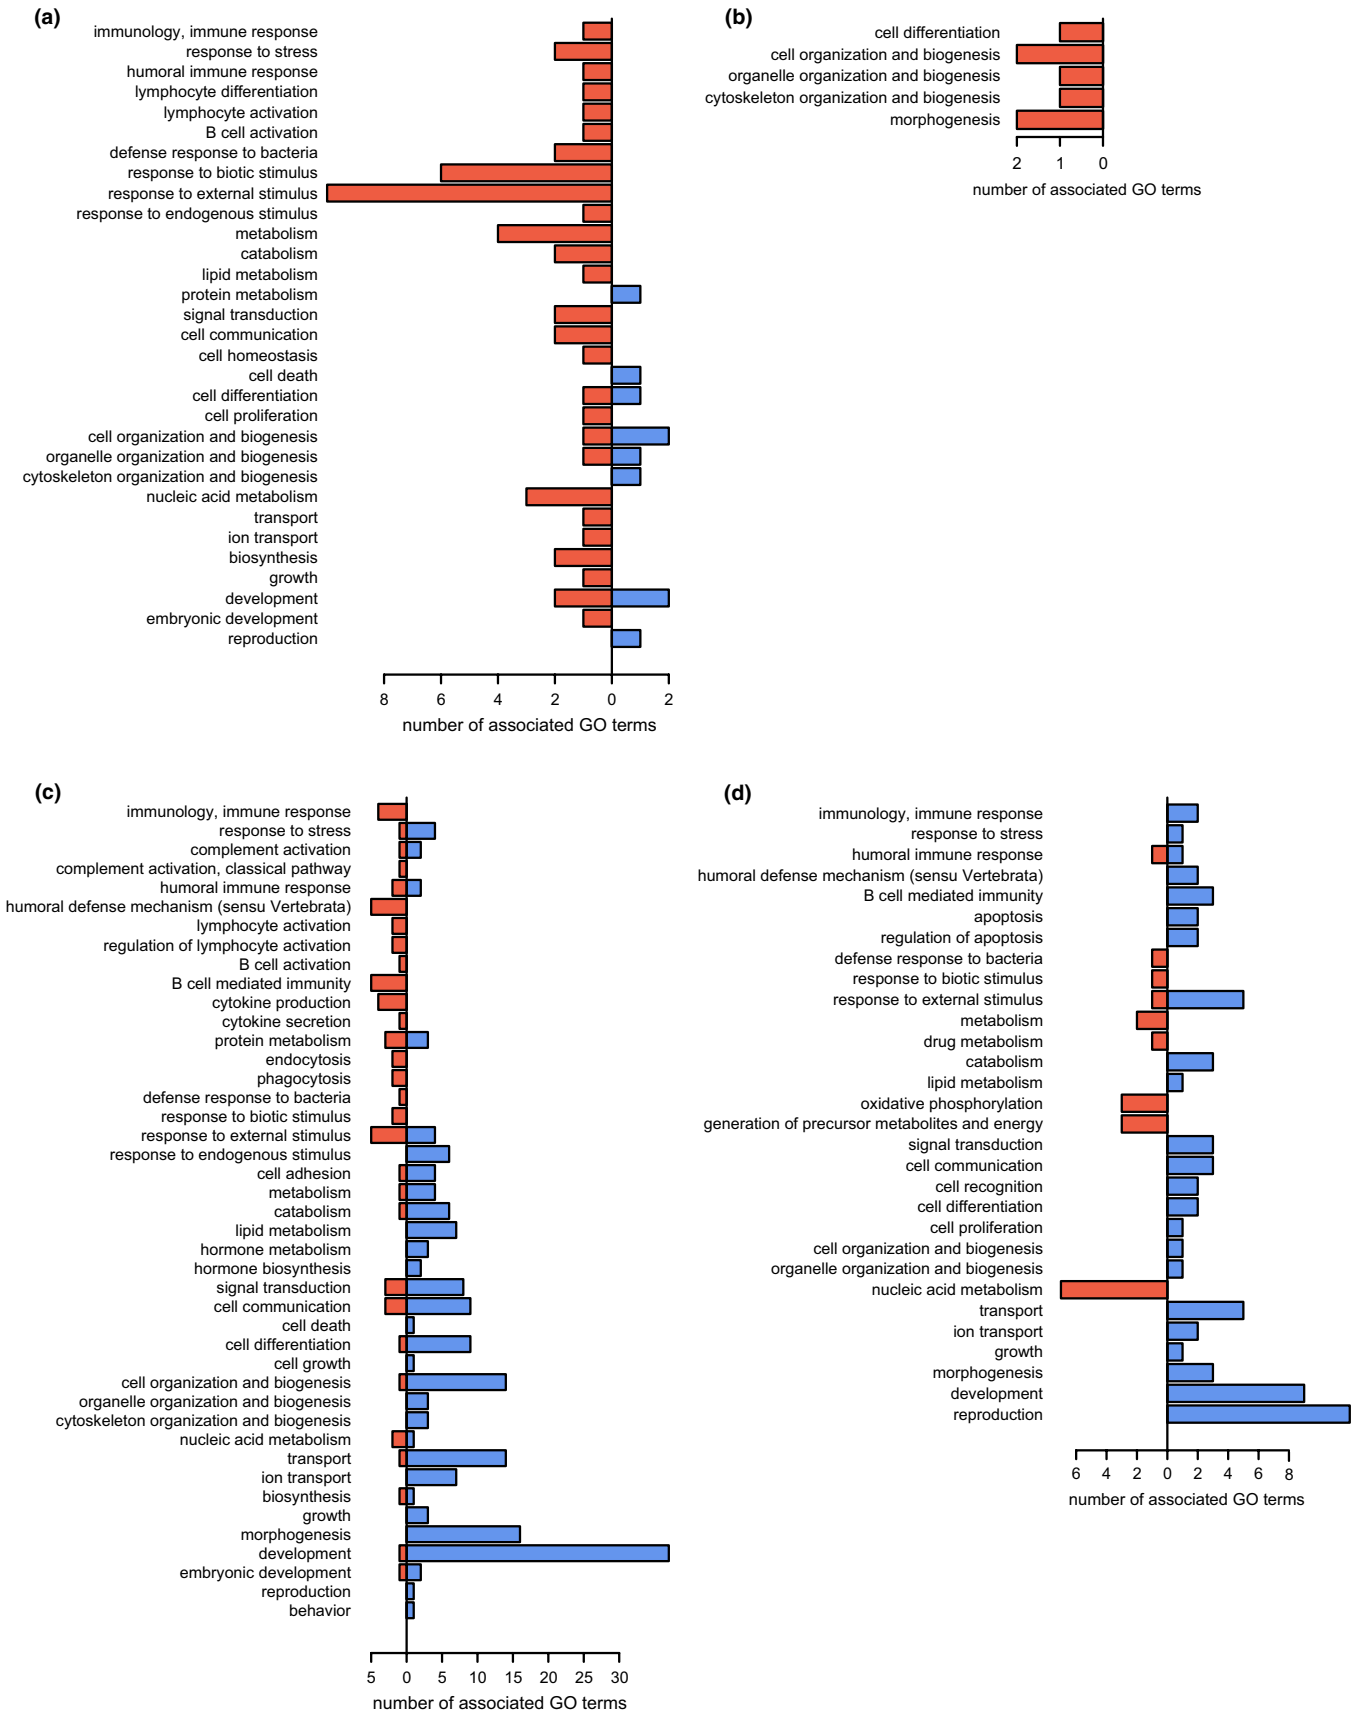 (a)
immunology, immune response
response to stress
humoral immune response
lymphocyte differentiation
lymphocyte activation
B cell activation
defense response to bacteria
response to biotic stimulus
response to external stimulus
response to endogenous stimulus
metabolism
catabolism
lipid metabolism
protein metabolism
signal transduction
cell communication
cell homeostasis
cell death
cell differentiation
cell proliferation
cell organization and biogenesis
organelle organization and biogenesis
cytoskeleton organization and biogenesis
nucleic acid metabolism
transport
ion transport
biosynthesis
growth
development
embryonic development
reproduction
8 6 4 2 0 2
number of associated GO terms
(b)
cell differentiation
cell organization and biogenesis
organelle organization and biogenesis
cytoskeleton organization and biogenesis
morphogenesis
2 1 0
number of associated GO terms
(c)
immunology, immune response
response to stress
complement activation
complement activation, classical pathway
humoral immune response
humoral defense mechanism (sensu Vertebrata)
lymphocyte activation
regulation of lymphocyte activation
B cell activation
B cell mediated immunity
cytokine production
cytokine secretion
protein metabolism
endocytosis
phagocytosis
defense response to bacteria
response to biotic stimulus
response to external stimulus
response to endogenous stimulus
cell adhesion
metabolism
catabolism
lipid metabolism
hormone metabolism
hormone biosynthesis
signal transduction
cell communication
cell death
cell differentiation
cell growth
cell organization and biogenesis
organelle organization and biogenesis
cytoskeleton organization and biogenesis
nucleic acid metabolism
transport
ion transport
biosynthesis
growth
morphogenesis
development
embryonic development
reproduction
behavior
5 0 5 10 15 20 25 30
number of associated GO terms
(d)
immunology, immune response
response to stress
humoral immune response
humoral defense mechanism (sensu Vertebrata)
B cell mediated immunity
apoptosis
regulation of apoptosis
defense response to bacteria
response to biotic stimulus
response to external stimulus
metabolism
drug metabolism
catabolism
lipid metabolism
oxidative phosphorylation
generation of precursor metabolites and energy
signal transduction
cell communication
cell recognition
cell differentiation
cell proliferation
cell organization and biogenesis
organelle organization and biogenesis
nucleic acid metabolism
transport
ion transport
growth
morphogenesis
development
reproduction
6 4 2 0 2 4 6 8
number of associated GO terms